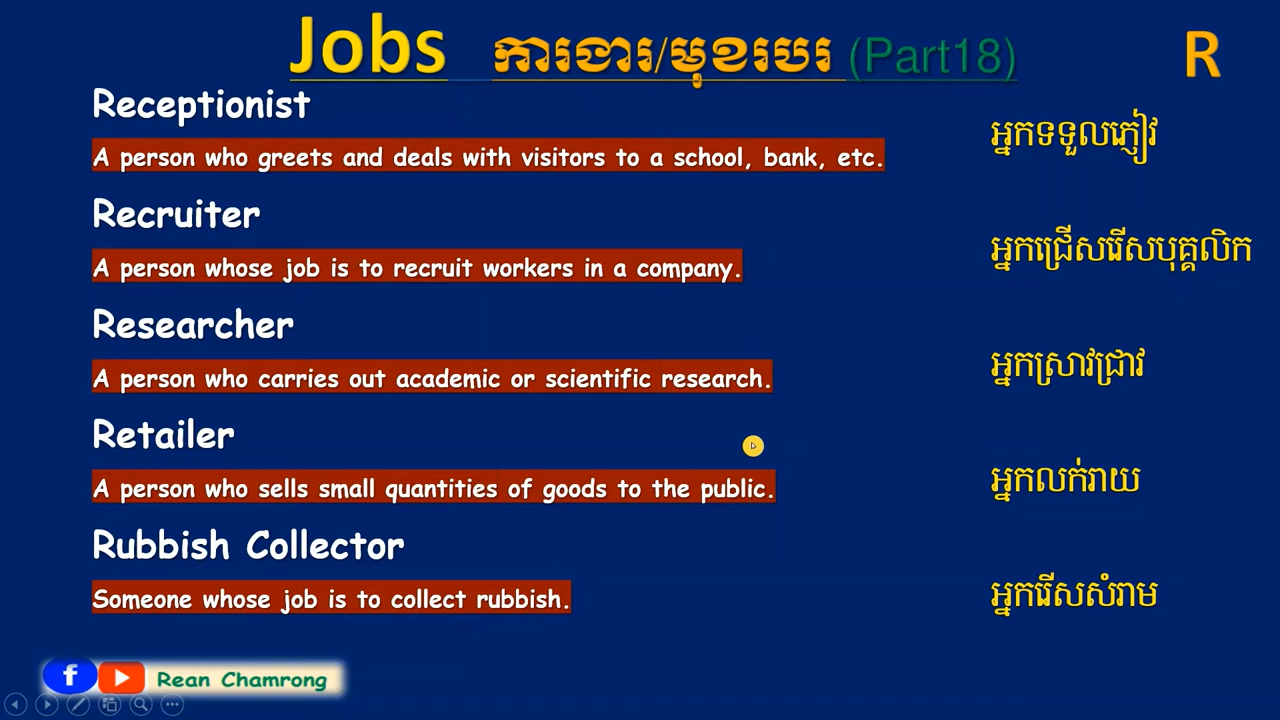 Jobs ការងារ/មុខរបរ (Part18) R
Receptionist
A person who greets and deals with visitors to a school, bank, etc.
អ្នកទទួលភ្ញៀវ
Recruiter
A person whose job is to recruit workers in a company.
អ្នកជ្រើសរើសបុគ្គលិក
Researcher
A person who carries out academic or scientific research.
អ្នកស្រាវជ្រាវ
Retailer
A person who sells small quantities of goods to the public.
អ្នកលក់រាយ
Rubbish Collector
Someone whose job is to collect rubbish.
អ្នករើសសំរាម
f Rean Chamrong